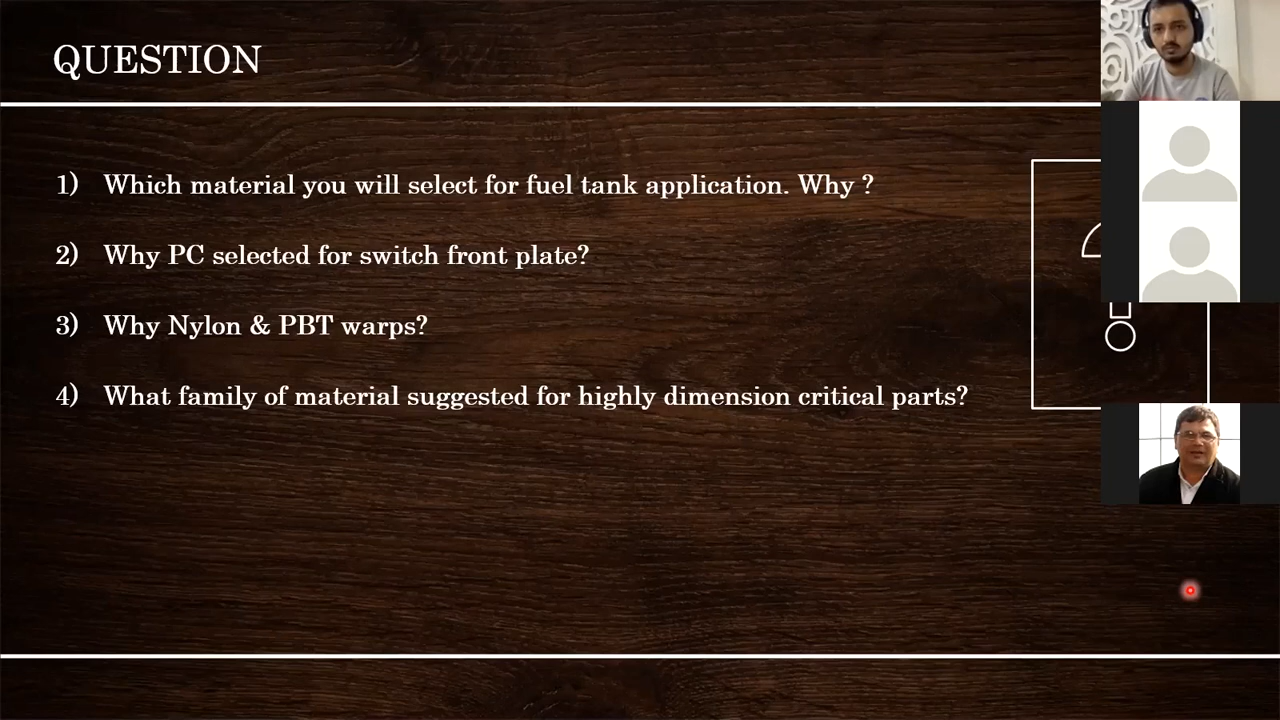 QUESTION
1) Which material you will select for fuel tank application. Why ?
2) Why PC selected for switch front plate?
3) Why Nylon & PBT warps?
4) What family of material suggested for highly dimension critical parts?